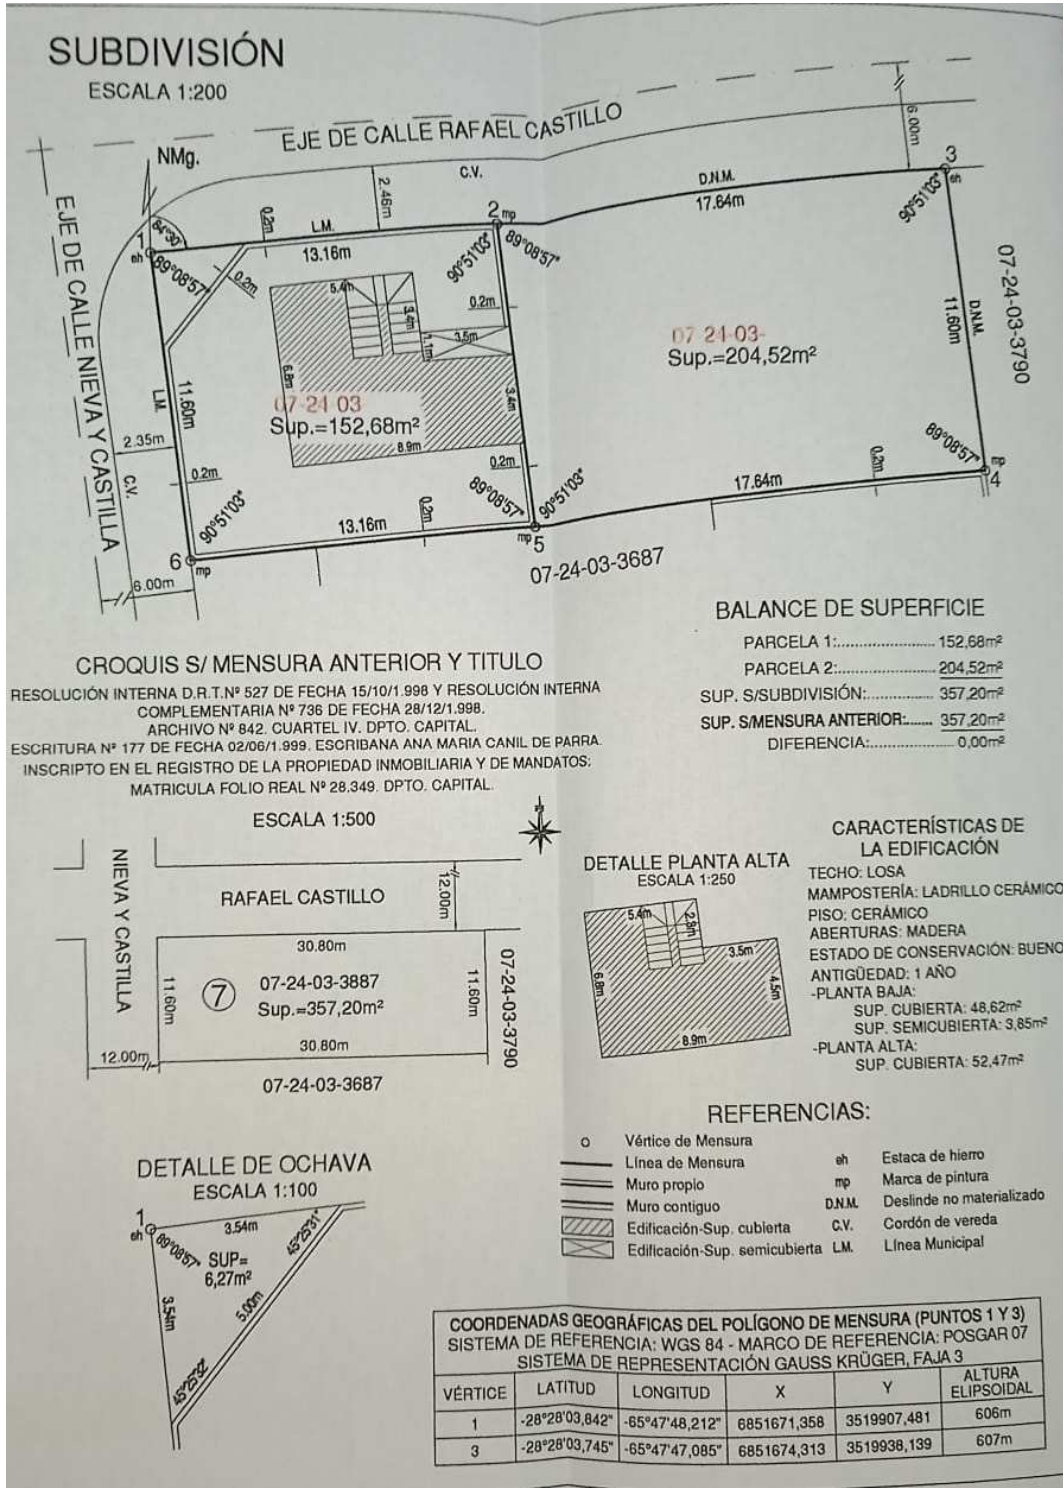 SUBDIVISIÓN
ESCALA 1:200
EJE DE CALLE RAFAEL CASTILLO
EJE DE CALLE NIEVA Y CASTILLA
NMg.
84°30'
C.V.
2.46m
6.00m
D.N.M.
17.64m
L.M.
0.2m
13.16m
1
eh
2
mp
3
eh
89°08'57"
90°51'03"
89°08'57"
90°51'03"
0.2m
5.4m
3.4m
0.2m
1.1m
3.5m
6.8m
3.4m
8.9m
07-24-03-
Sup.=152,68m²
07-24-03-
Sup.=204,52m²
D.N.M.
11.60m
07-24-03-3790
L.M.
11.60m
2.35m
C.V.
0.2m
0.2m
90°51'03"
89°08'57"
90°51'03"
89°08'57"
mp
4
0.2m
17.64m
0.2m
13.16m
mp
5
6
mp
6.00m
07-24-03-3687
BALANCE DE SUPERFICIE
PARCELA 1:.................... 152,68m²
PARCELA 2:.................... 204,52m²
SUP. S/SUBDIVISIÓN:............. 357,20m²
SUP. S/MENSURA ANTERIOR:...... 357,20m²
DIFERENCIA:................... 0,00m²
CROQUIS S/ MENSURA ANTERIOR Y TITULO
RESOLUCIÓN INTERNA D.R.T.Nº 527 DE FECHA 15/10/1.998 Y RESOLUCIÓN INTERNA
COMPLEMENTARIA Nº 736 DE FECHA 28/12/1.998.
ARCHIVO Nº 842. CUARTEL IV. DPTO. CAPITAL.
ESCRITURA Nº 177 DE FECHA 02/06/1.999. ESCRIBANA ANA MARIA CANIL DE PARRA.
INSCRIPTO EN EL REGISTRO DE LA PROPIEDAD INMOBILIARIA Y DE MANDATOS:
MATRICULA FOLIO REAL Nº 28.349. DPTO. CAPITAL.
ESCALA 1:500
NIEVA Y CASTILLA
RAFAEL CASTILLO
12.00m
30.80m
11.60m
7
07-24-03-3887
Sup.=357,20m²
11.60m
07-24-03-3790
30.80m
12.00m
07-24-03-3687
DETALLE PLANTA ALTA
ESCALA 1:250
5.4m
2.3m
3.5m
6.8m
4.5m
8.9m
CARACTERÍSTICAS DE
LA EDIFICACIÓN
TECHO: LOSA
MAMPOSTERÍA: LADRILLO CERÁMICO
PISO: CERÁMICO
ABERTURAS: MADERA
ESTADO DE CONSERVACIÓN: BUENO
ANTIGÜEDAD: 1 AÑO
-PLANTA BAJA:
SUP. CUBIERTA: 48,62m²
SUP. SEMICUBIERTA: 3,85m²
-PLANTA ALTA:
SUP. CUBIERTA: 52,47m²
REFERENCIAS:
Vértice de Mensura
Línea de Mensura
Muro propio
Muro contiguo
Edificación-Sup. cubierta
Edificación-Sup. semicubierta
eh Estaca de hierro
mp Marca de pintura
D.N.M. Deslinde no materializado
C.V. Cordón de vereda
L.M. Línea Municipal
DETALLE DE OCHAVA
ESCALA 1:100
1
eh
3.54m
45°25'31"
89°08'57"
SUP=
6,27m²
3.54m
5.00m
45°25'32"
COORDENADAS GEOGRÁFICAS DEL POLÍGONO DE MENSURA (PUNTOS 1 Y 3)
SISTEMA DE REFERENCIA: WGS 84 - MARCO DE REFERENCIA: POSGAR 07
SISTEMA DE REPRESENTACIÓN GAUSS KRÜGER, FAJA 3
VÉRTICE LATITUD LONGITUD X Y ALTURA ELIPSOIDAL
1 -28°28'03,842" -65°47'48,212" 6851671,358 3519907,481 606m
3 -28°28'03,745" -65°47'47,085" 6851674,313 3519938,139 607m